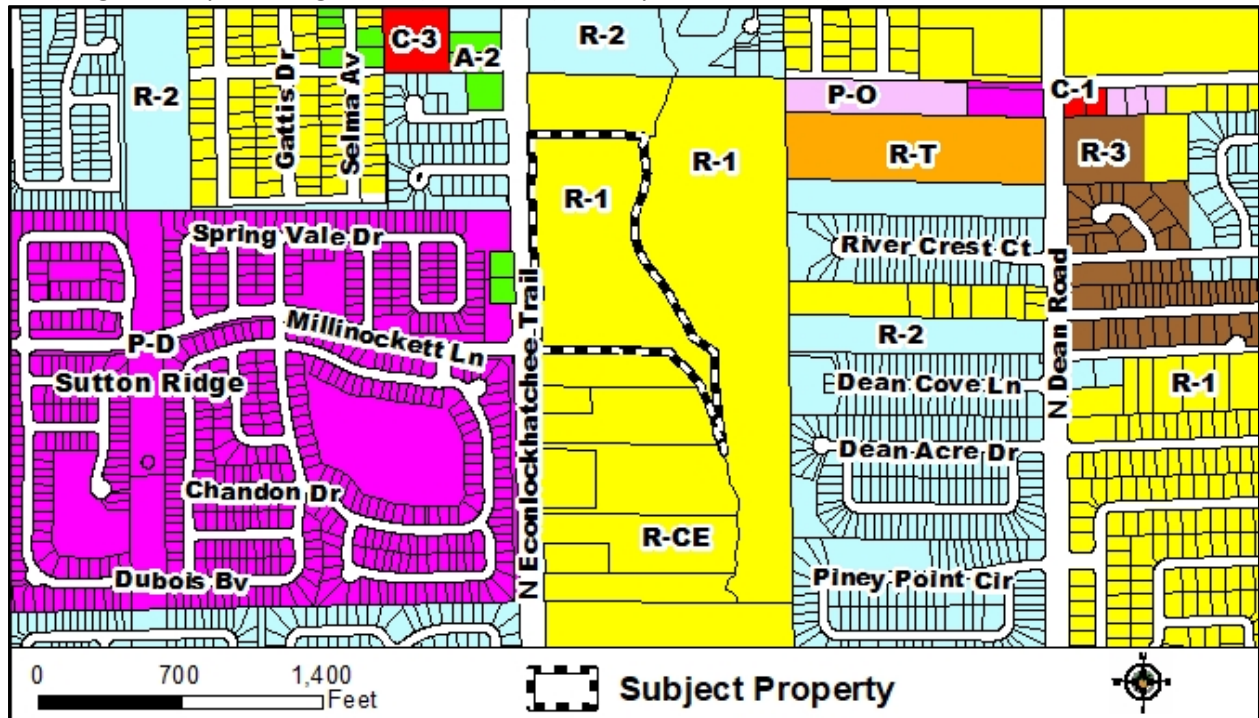 R-2
C-3
A-2
R-2
Gattis Dr
Selma Av
P-O
C-1
R-1
R-1
R-T
R-3
Spring Vale Dr
River Crest Ct
N Econlockhatchee Trail
N Dean Road
Millinockett Ln
P-D
R-2
Sutton Ridge
Dean Cove Ln
R-1
Dean Acre Dr
Chandon Dr
R-CE
Dubois Bv
Piney Point Cir
0 700 1,400
Feet
Subject Property